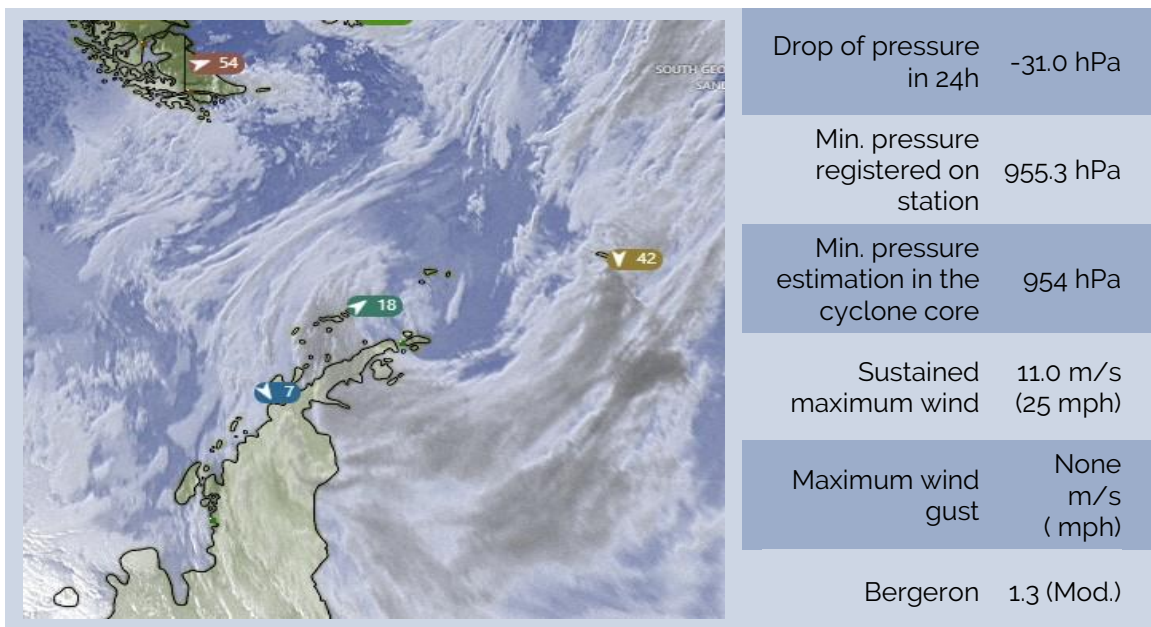 54
SOUTH GEO
SAN
42
18
7
Drop of pressure
in 24h
-31.0 hPa
Min. pressure
registered on
station
955.3 hPa
Min. pressure
estimation in the
cyclone core
954 hPa
Sustained
maximum wind
11.0 m/s
(25 mph)
Maximum wind
gust
None
m/s
( mph)
Bergeron
1.3 (Mod.)